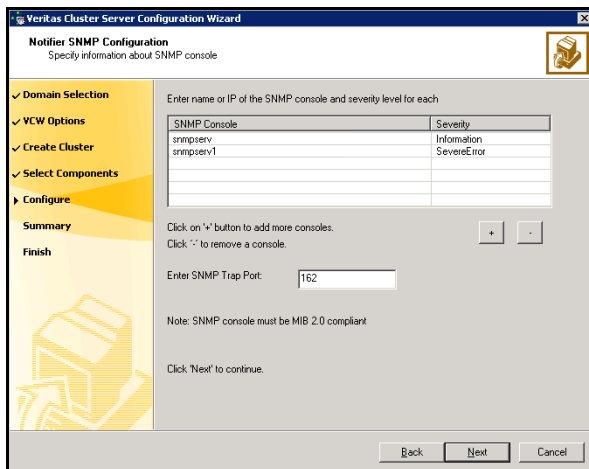 Veritas Cluster Server Configuration Wizard
Notifier SNMP Configuration
Specify information about SNMP console
Domain Selection
VCW Options
Create Cluster
Select Components
Configure
Summary
Finish
Enter name or IP of the SNMP console and severity level for each
SNMP Console Severity
snmpserv Information
snmpserv1 SevereError
Click on '+' button to add more consoles.
Click '-' to remove a console.
+ -
Enter SNMP Trap Port: 162
Note: SNMP console must be MIB 2.0 compliant
Click 'Next' to continue.
Back Next Cancel